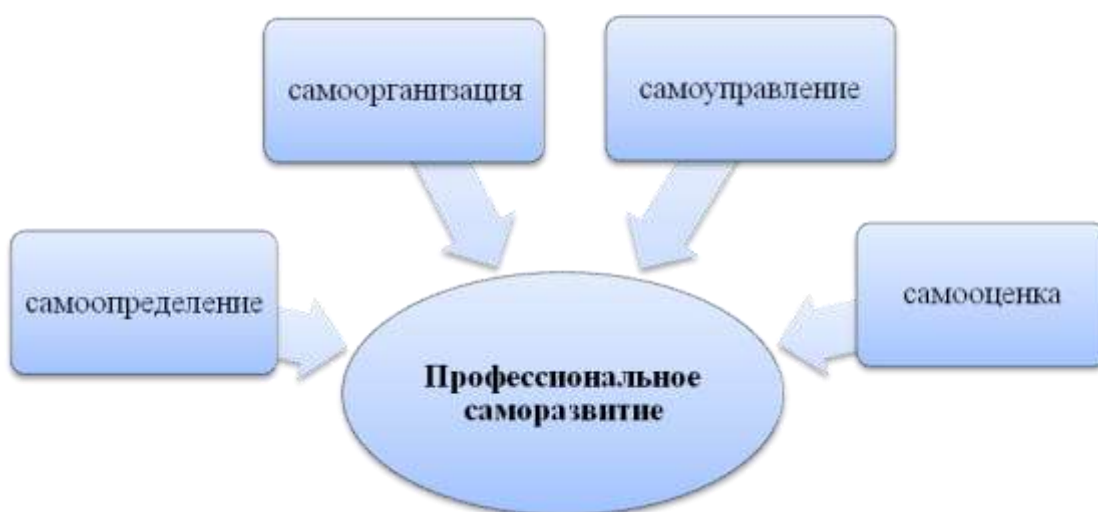 самоорганизация
самоуправление
самоопределение
самооценка
Профессиональное
саморазвитие